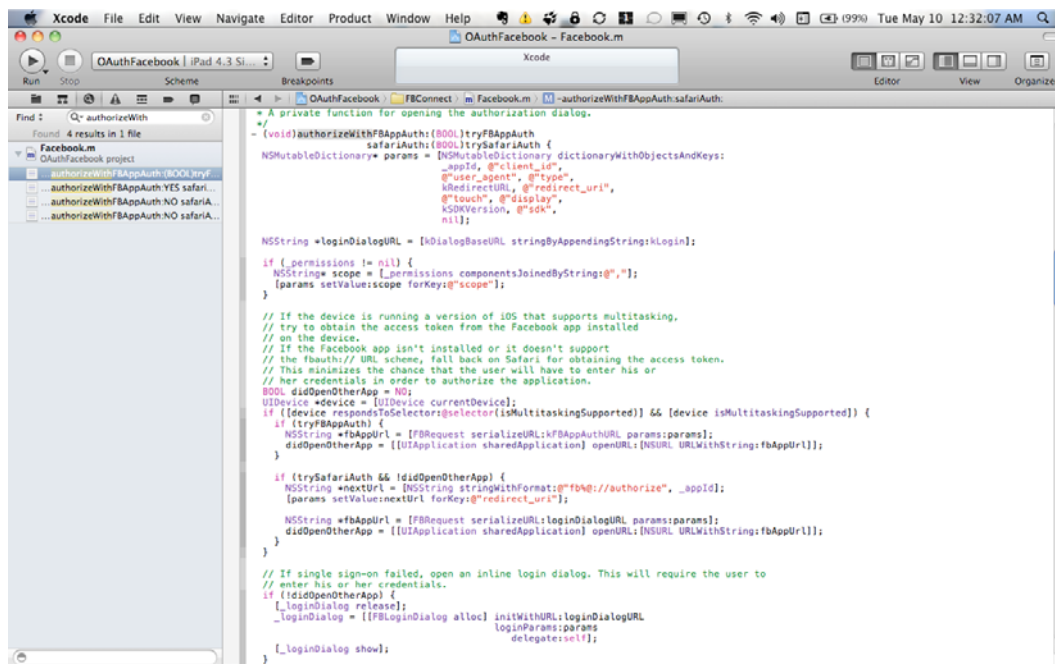 Xcode File Edit View Navigate Editor Product Window Help (99%) Tue May 10 12:32:07 AM
OAuthFacebook - Facebook.m
OAuthFacebook | iPad 4.3 Si...
Xcode
Run Stop Scheme Breakpoints Editor View Organize
OAuthFacebook FBConnect Facebook.m -authorizeWithFBAppAuth:safariAuth:
Find authorizeWith
Found 4 results in 1 file
Facebook.m
OAuthFacebook project
...authorizeWithFBAppAuth:(BOOL)tryF...
...authorizeWithFBAppAuth:YES safari...
...authorizeWithFBAppAuth:NO safariA...
...authorizeWithFBAppAuth:NO safariA...
* A private function for opening the authorization dialog.
*/
- (void)authorizeWithFBAppAuth:(BOOL)tryFBAppAuth
safariAuth:(BOOL)trySafariAuth {
NSMutableDictionary* params = [NSMutableDictionary dictionaryWithObjectsAndKeys:
_appId, @"client_id",
@"user_agent", @"type",
kRedirectURL, @"redirect_uri",
@"touch", @"display",
kSDKVersion, @"sdk",
nil];
NSString *loginDialogURL = [kDialogBaseURL stringByAppendingString:kLogin];
if (_permissions != nil) {
NSString* scope = [_permissions componentsJoinedByString:@","];
[params setValue:scope forKey:@"scope"];
}
// If the device is running a version of iOS that supports multitasking,
// try to obtain the access token from the Facebook app installed
// on the device.
// If the Facebook app isn't installed or it doesn't support
// the fbauth:// URL scheme, fall back on Safari for obtaining the access token.
// This minimizes the chance that the user will have to enter his or
// her credentials in order to authorize the application.
BOOL didOpenOtherApp = NO;
UIDevice *device = [UIDevice currentDevice];
if ([device respondsToSelector:@selector(isMultitaskingSupported)] && [device isMultitaskingSupported]) {
if (tryFBAppAuth) {
NSString *fbAppUrl = [FBRequest serializeURL:kFBAppAuthURL params:params];
didOpenOtherApp = [[UIApplication sharedApplication] openURL:[NSURL URLWithString:fbAppUrl]];
}
if (trySafariAuth && !didOpenOtherApp) {
NSString *nextUrl = [NSString stringWithFormat:@"fb%@://authorize", _appId];
[params setValue:nextUrl forKey:@"redirect_uri"];
NSString *fbAppUrl = [FBRequest serializeURL:loginDialogURL params:params];
didOpenOtherApp = [[UIApplication sharedApplication] openURL:[NSURL URLWithString:fbAppUrl]];
}
}
// If single sign-on failed, open an inline login dialog. This will require the user to
// enter his or her credentials.
if (!didOpenOtherApp) {
[_loginDialog release];
_loginDialog = [[FBLoginDialog alloc] initWithURL:loginDialogURL
loginParams:params
delegate:self];
[_loginDialog show];
}